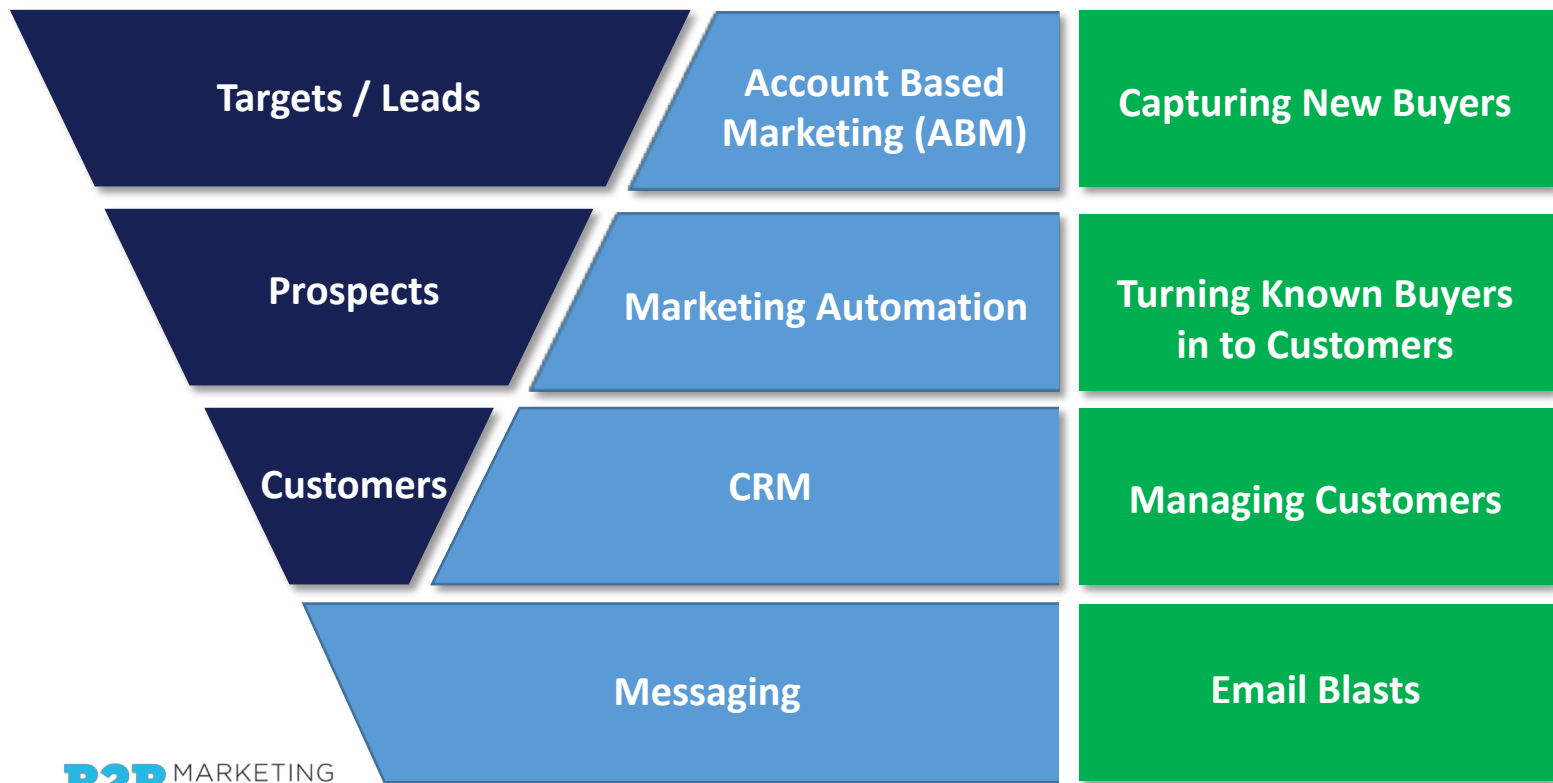 Targets / Leads
Account Based
Marketing (ABM)
Capturing New Buyers
Prospects
Marketing Automation
Turning Known Buyers
in to Customers
Customers
CRM
Managing Customers
Messaging
Email Blasts
B2B MARKETING